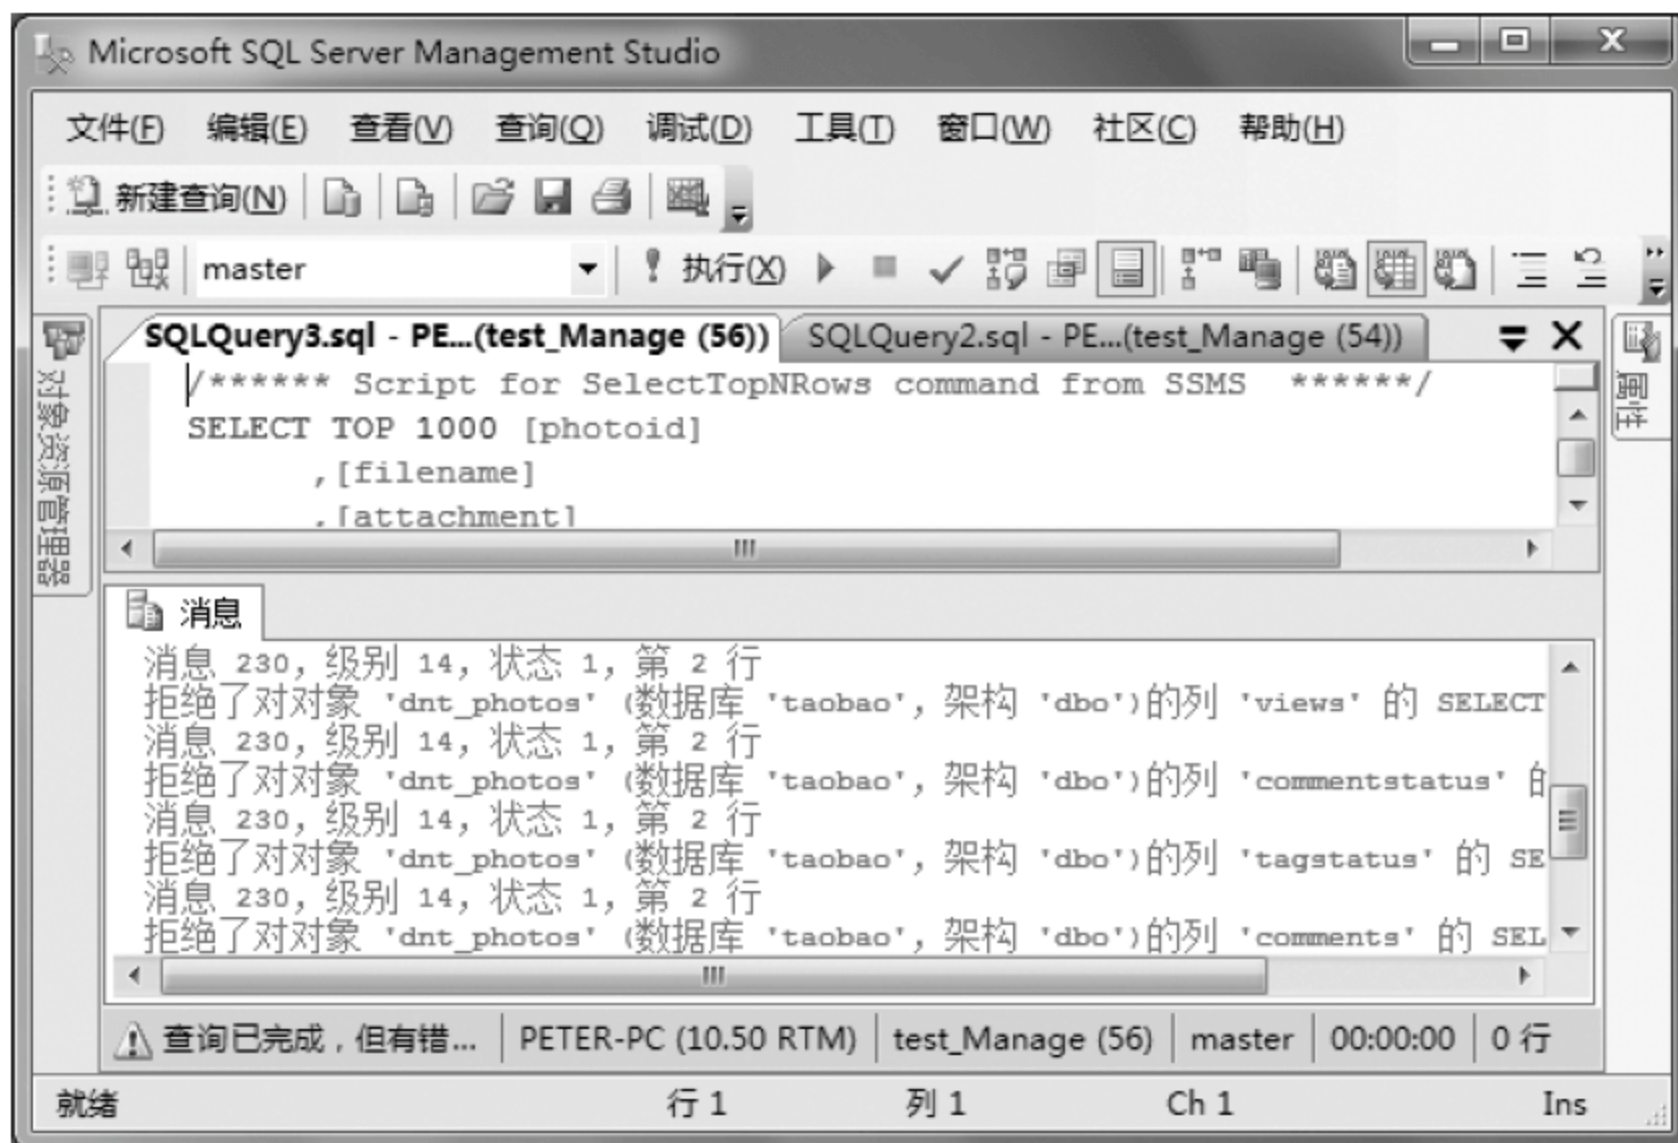 Microsoft SQL Server Management Studio
文件(F) 编辑(E) 查看(V) 查询(Q) 调试(D) 工具(T) 窗口(W) 社区(C) 帮助(H)
新建查询(N)
master 执行(X)
SQLQuery3.sql - PE...(test_Manage (56)) SQLQuery2.sql - PE...(test_Manage (54))
对象资源管理器
属性
/****** Script for SelectTopNRows command from SSMS ******/
SELECT TOP 1000 [photoid]
,[filename]
,[attachment]
消息
消息 230，级别 14，状态 1，第 2 行
拒绝了对对象 'dnt_photos' (数据库 'taobao'，架构 'dbo')的列 'views' 的 SELECT
消息 230，级别 14，状态 1，第 2 行
拒绝了对对象 'dnt_photos' (数据库 'taobao'，架构 'dbo')的列 'commentstatus' 的
消息 230，级别 14，状态 1，第 2 行
拒绝了对对象 'dnt_photos' (数据库 'taobao'，架构 'dbo')的列 'tagstatus' 的 SE
消息 230，级别 14，状态 1，第 2 行
拒绝了对对象 'dnt_photos' (数据库 'taobao'，架构 'dbo')的列 'comments' 的 SEL
查询已完成，但有错... PETER-PC (10.50 RTM) test_Manage (56) master 00:00:00 0 行
就绪 行 1 列 1 Ch 1 Ins